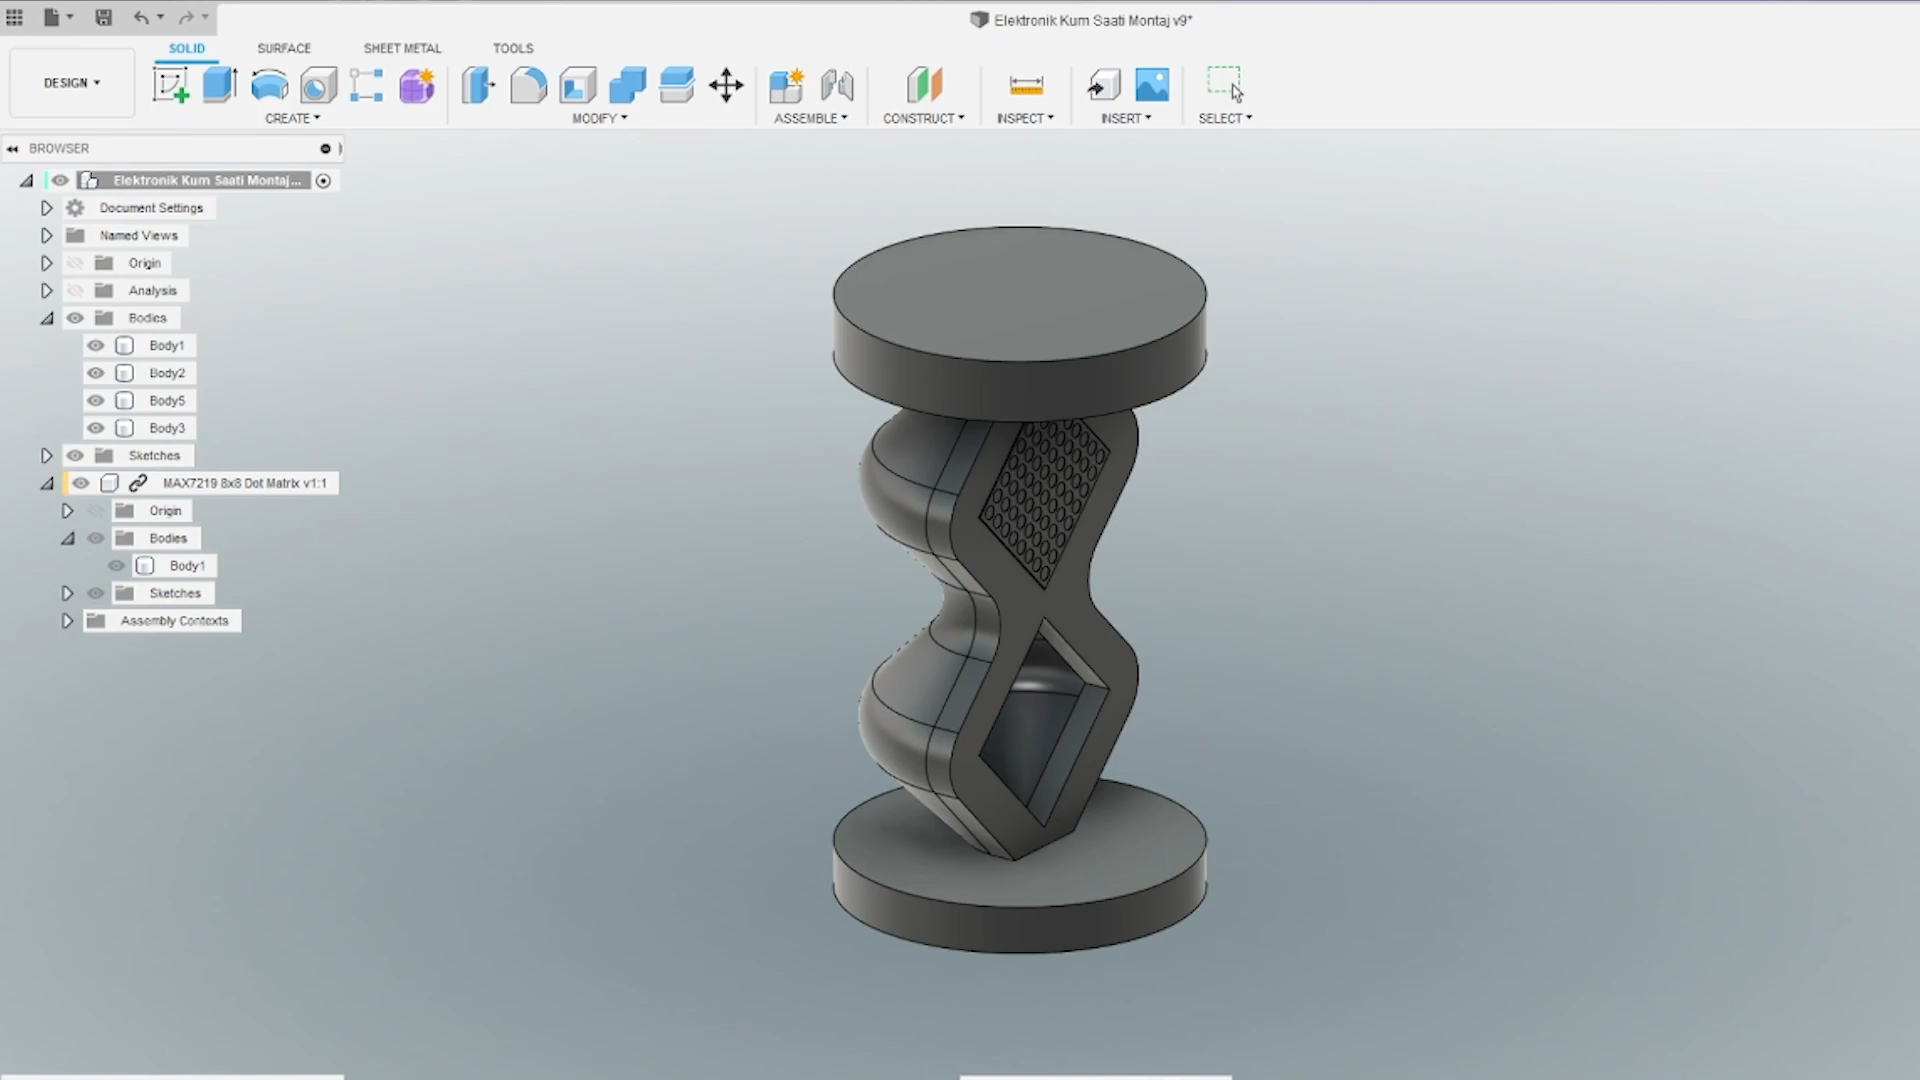 Elektronik Kum Saati Montaj v9*
SOLID SURFACE SHEET METAL TOOLS
DESIGN
CREATE MODIFY ASSEMBLE CONSTRUCT INSPECT INSERT SELECT
BROWSER
Elektronik Kum Saati Montaj...
Document Settings
Named Views
Origin
Analysis
Bodies
Body1
Body2
Body5
Body3
Sketches
MAX7219 8x8 Dot Matrix v1:1
Origin
Bodies
Body1
Sketches
Assembly Contexts